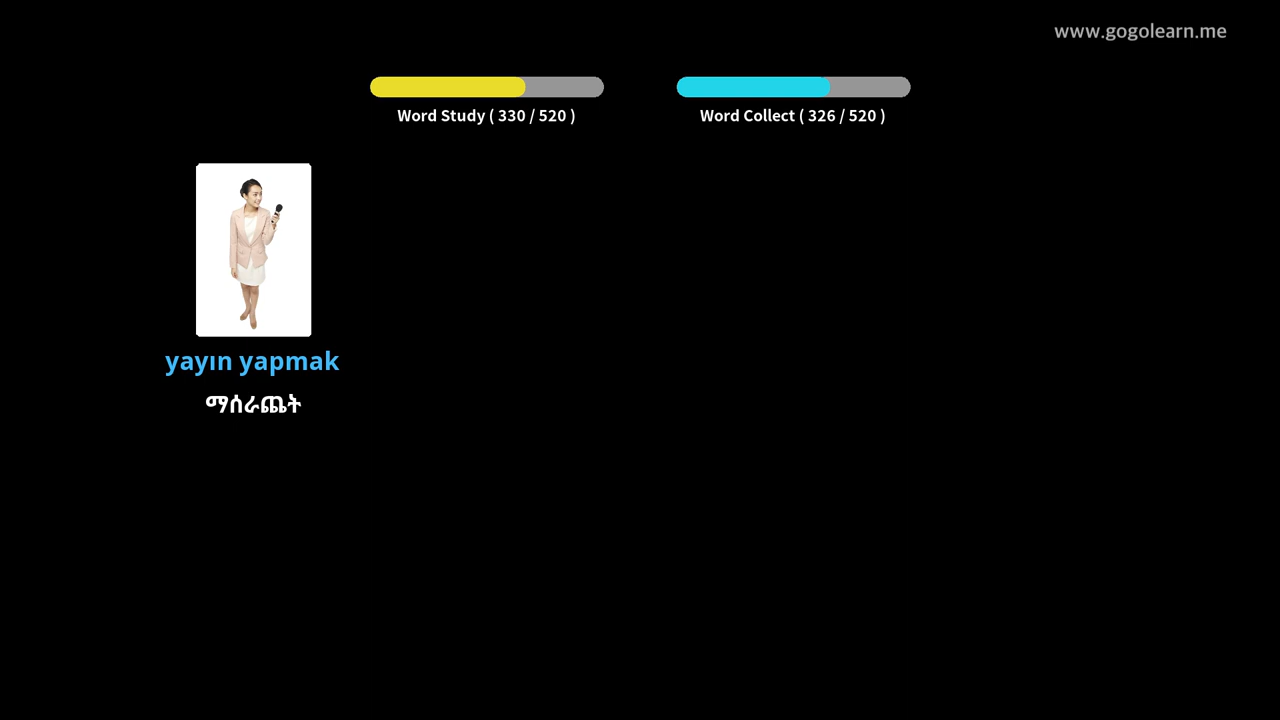 www.gogolearn.me
Word Study ( 330 / 520 )
Word Collect ( 326 / 520 )
yayın yapmak
ማሰራጨት